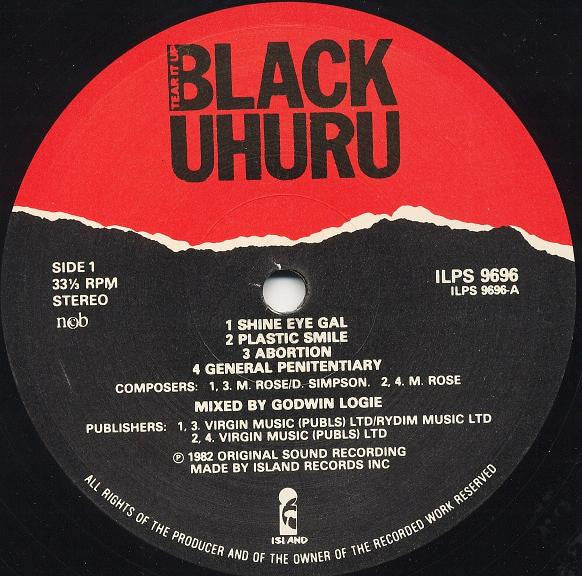 TEAR IT UP
BLACK
UHURU
SIDE 1
33⅓ RPM
STEREO
ncb
ILPS 9696
ILPS 9696-A
1 SHINE EYE GAL
2 PLASTIC SMILE
3 ABORTION
4 GENERAL PENITENTIARY
COMPOSERS: 1, 3. M. ROSE/D. SIMPSON. 2, 4. M. ROSE
MIXED BY GODWIN LOGIE
PUBLISHERS: 1, 3. VIRGIN MUSIC (PUBLS) LTD/RYDIM MUSIC LTD
2, 4. VIRGIN MUSIC (PUBLS) LTD
℗ 1982 ORIGINAL SOUND RECORDING
MADE BY ISLAND RECORDS INC
ISLAND
ALL RIGHTS OF THE PRODUCER AND OF THE OWNER OF THE RECORDED WORK RESERVED